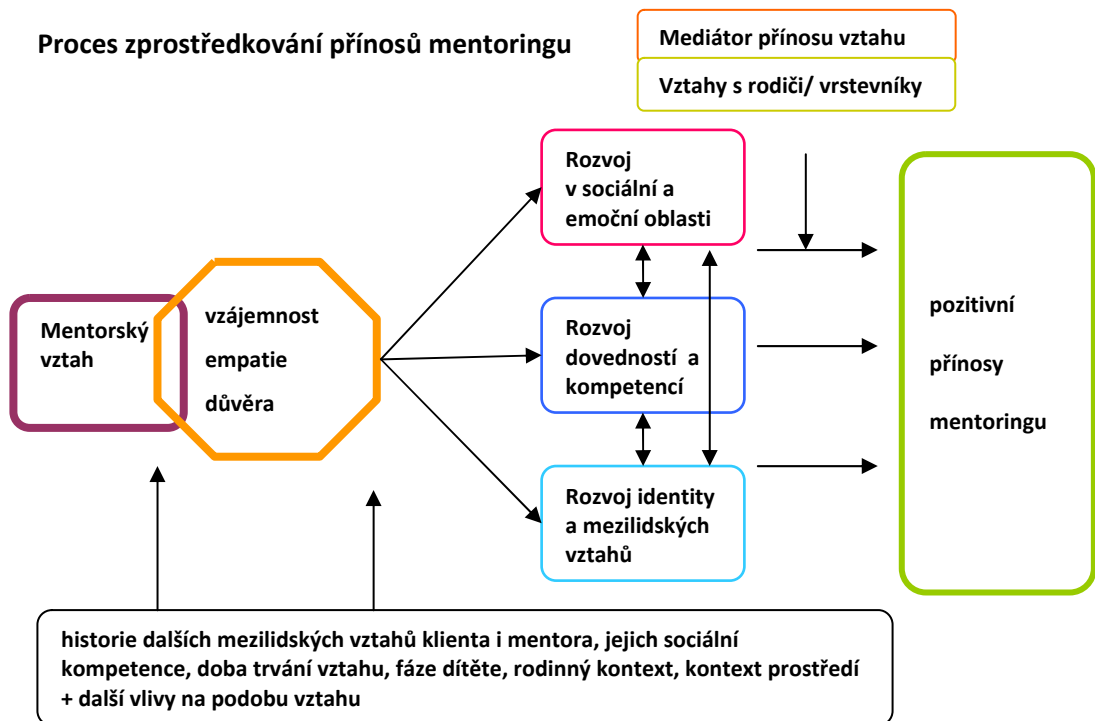 Proces zprostředkování přínosů mentoringu
Mediátor přínosu vztahu
Vztahy s rodiči/ vrstevníky
Mentorský
vztah
vzájemnost
empatie
důvěra
Rozvoj
v sociální a
emoční oblasti
Rozvoj
dovedností a
kompetencí
Rozvoj identity
a mezilidských
vztahů
pozitivní
přínosy
mentoringu
historie dalších mezilidských vztahů klienta i mentora, jejich sociální
kompetence, doba trvání vztahu, fáze dítěte, rodinný kontext, kontext prostředí
+ další vlivy na podobu vztahu